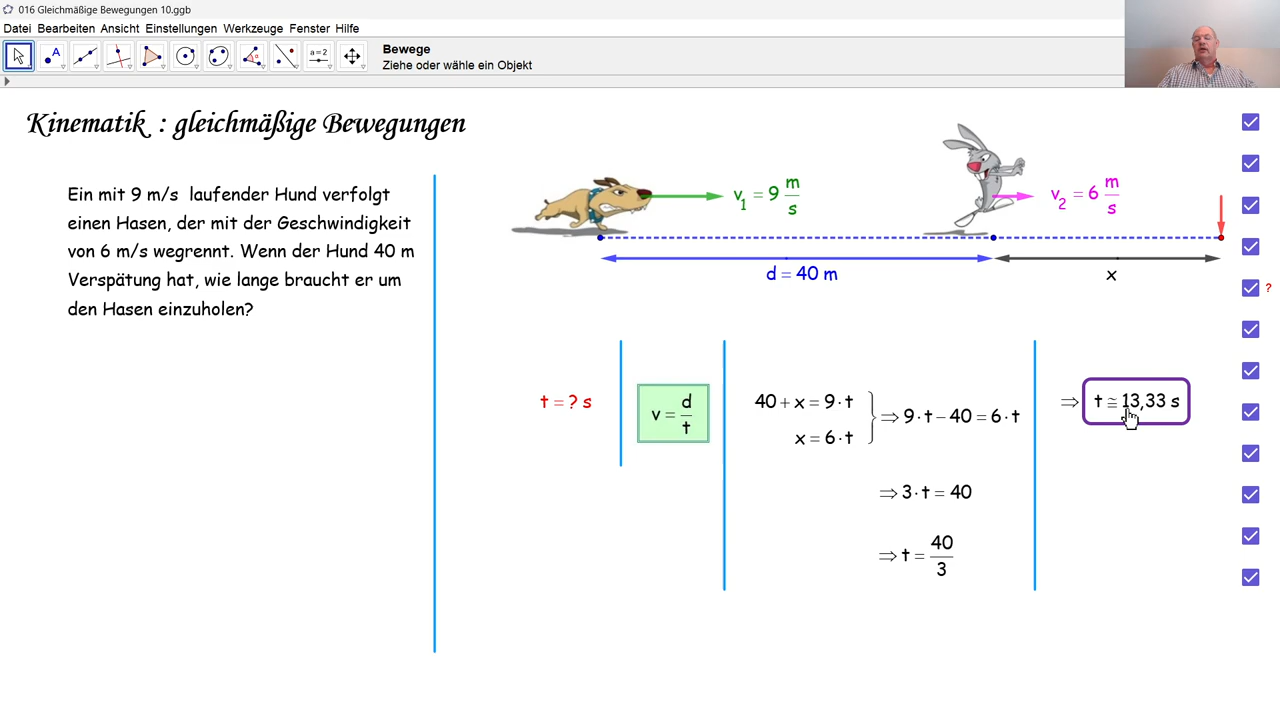 016 Gleichmäßige Bewegungen 10.ggb
Datei Bearbeiten Ansicht Einstellungen Werkzeuge Fenster Hilfe
A
a=2
Bewege
Ziehe oder wähle ein Objekt
Kinematik : gleichmäßige Bewegungen
Ein mit 9 m/s laufender Hund verfolgt
einen Hasen, der mit der Geschwindigkeit
von 6 m/s wegrennt. Wenn der Hund 40 m
Verspätung hat, wie lange braucht er um
den Hasen einzuholen?
v₁ = 9 m/s
v₂ = 6 m/s
d = 40 m
x
?
t = ? s
v = d/t
40 + x = 9 · t
x = 6 · t
⇒ 9 · t − 40 = 6 · t
⇒ 3 · t = 40
⇒ t = 40/3
⇒ t ≅ 13,33 s